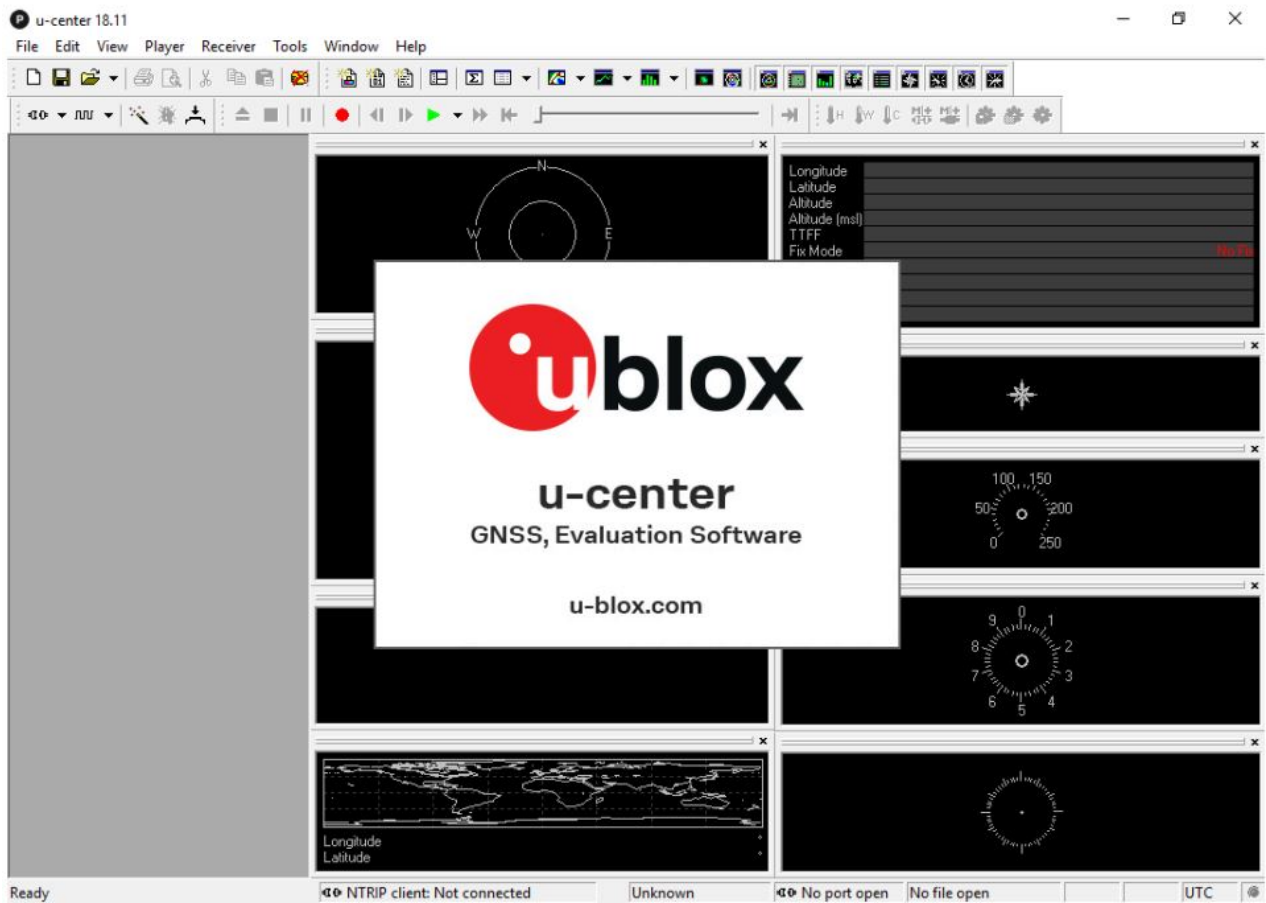 u-center 18.11
File Edit View Player Receiver Tools Window Help
N
W E
Longitude
Latitude
Altitude
Altitude (msl)
TTFF
Fix Mode
No Fix
ublox
u-center
GNSS, Evaluation Software
u-blox.com
100 150
50 200
0 250
9 0 1
8 2
7 3
6 5 4
Longitude
Latitude
Ready NTRIP client: Not connected Unknown No port open No file open UTC